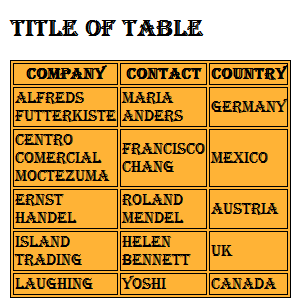 TITLE OF TABLE
COMPANY CONTACT COUNTRY
ALFREDS FUTTERKISTE MARIA ANDERS GERMANY
CENTRO COMERCIAL MOCTEZUMA FRANCISCO CHANG MEXICO
ERNST HANDEL ROLAND MENDEL AUSTRIA
ISLAND TRADING HELEN BENNETT UK
LAUGHING YOSHI CANADA